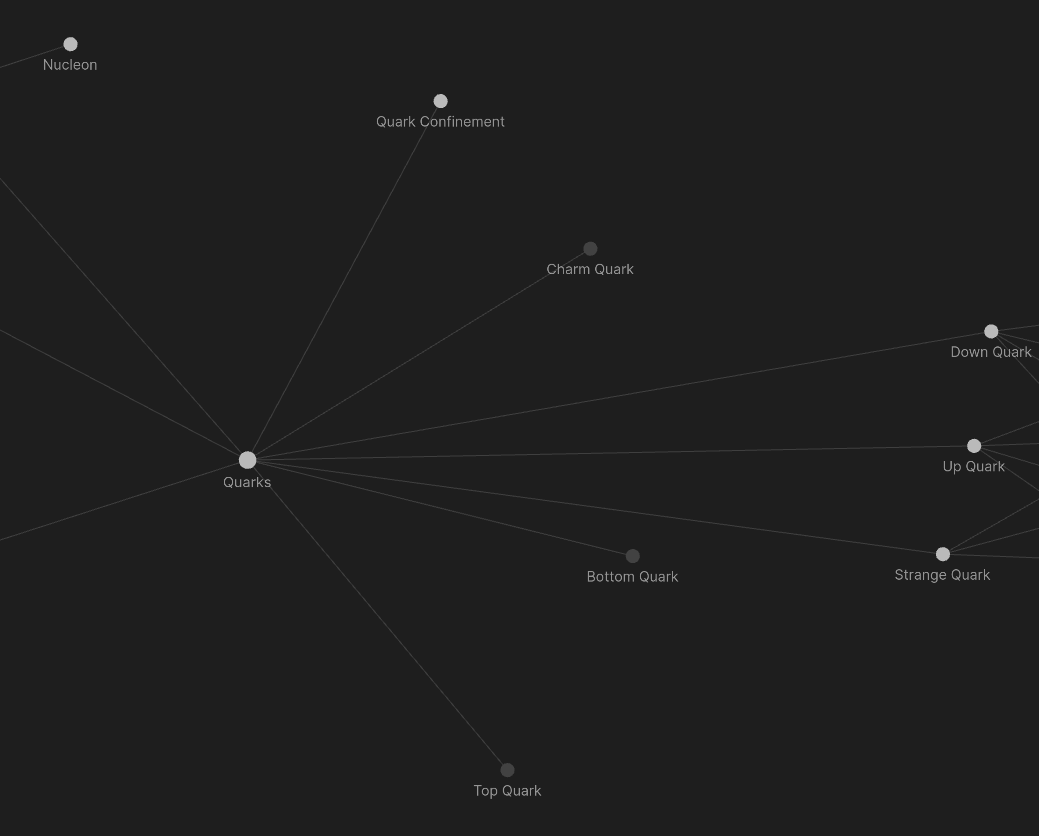 Nucleon
Quark Confinement
Charm Quark
Down Quark
Up Quark
Quarks
Strange Quark
Bottom Quark
Top Quark